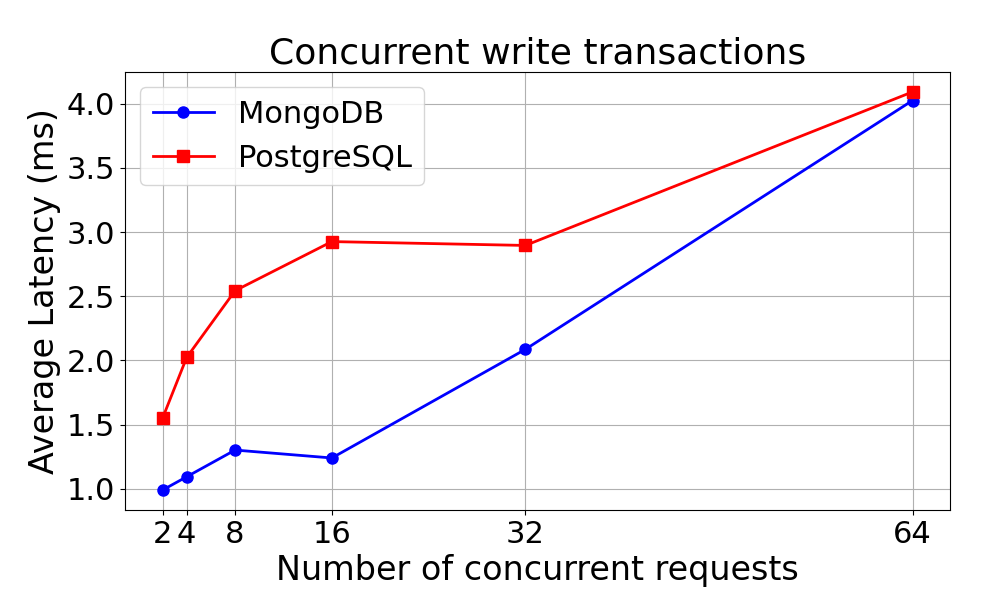 Concurrent write transactions
MongoDB
PostgreSQL
Average Latency (ms)
4.0
3.5
3.0
2.5
2.0
1.5
1.0
2 4 8 16 32 64
Number of concurrent requests